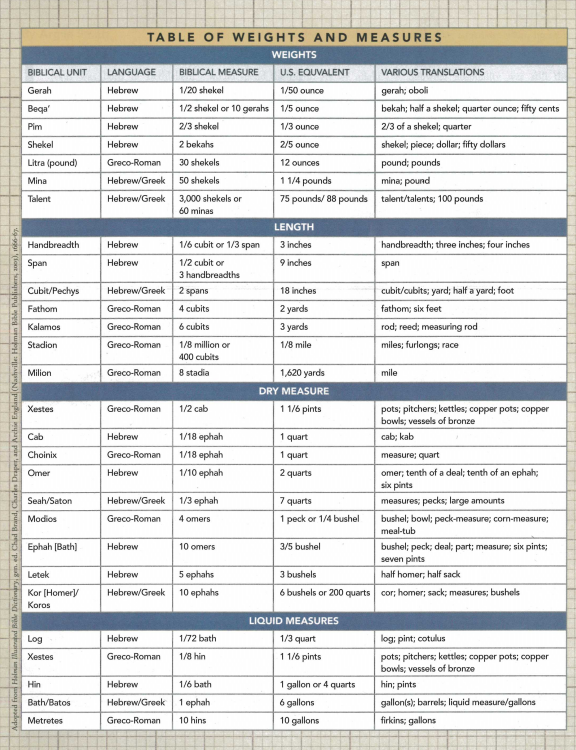 TABLE OF WEIGHTS AND MEASURES
WEIGHTS
BIBLICAL UNIT LANGUAGE BIBLICAL MEASURE U.S. EQUVALENT VARIOUS TRANSLATIONS
Gerah Hebrew 1/20 shekel 1/50 ounce gerah; oboli
Beqa' Hebrew 1/2 shekel or 10 gerahs 1/5 ounce bekah; half a shekel; quarter ounce; fifty cents
Pim Hebrew 2/3 shekel 1/3 ounce 2/3 of a shekel; quarter
Shekel Hebrew 2 bekahs 2/5 ounce shekel; piece; dollar; fifty dollars
Litra (pound) Greco-Roman 30 shekels 12 ounces pound; pounds
Mina Hebrew/Greek 50 shekels 1 1/4 pounds mina; pound
Talent Hebrew/Greek 3,000 shekels or 75 pounds/ 88 pounds talent/talents; 100 pounds
60 minas
LENGTH
Handbreadth Hebrew 1/6 cubit or 1/3 span 3 inches handbreadth; three inches; four inches
Span Hebrew 1/2 cubit or 9 inches span
3 handbreadths
Cubit/Pechys Hebrew/Greek 2 spans 18 inches cubit/cubits; yard; half a yard; foot
Fathom Greco-Roman 4 cubits 2 yards fathom; six feet
Kalamos Greco-Roman 6 cubits 3 yards rod; reed; measuring rod
Stadion Greco-Roman 1/8 million or 1/8 mile miles; furlongs; race
400 cubits
Milion Greco-Roman 8 stadia 1,620 yards mile
DRY MEASURE
Xestes Greco-Roman 1/2 cab 1 1/6 pints pots; pitchers; kettles; copper pots; copper
bowls; vessels of bronze
Cab Hebrew 1/18 ephah 1 quart cab; kab
Choinix Greco-Roman 1/18 ephah 1 quart measure; quart
Omer Hebrew 1/10 ephah 2 quarts omer; tenth of a deal; tenth of an ephah;
six pints
Seah/Saton Hebrew/Greek 1/3 ephah 7 quarts measures; pecks; large amounts
Modios Greco-Roman 4 omers 1 peck or 1/4 bushel bushel; bowl; peck-measure; corn-measure;
meal-tub
Ephah [Bath] Hebrew 10 omers 3/5 bushel bushel; peck; deal; part; measure; six pints;
seven pints
Letek Hebrew 5 ephahs 3 bushels half homer; half sack
Kor [Homer]/ Hebrew/Greek 10 ephahs 6 bushels or 200 quarts cor; homer; sack; measures; bushels
Koros
LIQUID MEASURES
Log Hebrew 1/72 bath 1/3 quart log; pint; cotulus
Xestes Greco-Roman 1/8 hin 1 1/6 pints pots; pitchers; kettles; copper pots; copper
bowls; vessels of bronze
Hin Hebrew 1/6 bath 1 gallon or 4 quarts hin; pints
Bath/Batos Hebrew/Greek 1 ephah 6 gallons gallon(s); barrels; liquid measure/gallons
Metretes Greco-Roman 10 hins 10 gallons firkins; gallons
Adopted from Holman Illustrated Bible Dictionary, gen. ed. Chad Brand, Charles Draper, and Archie England (Nashville: Holman Bible Publishers, 2003), 1666-67.